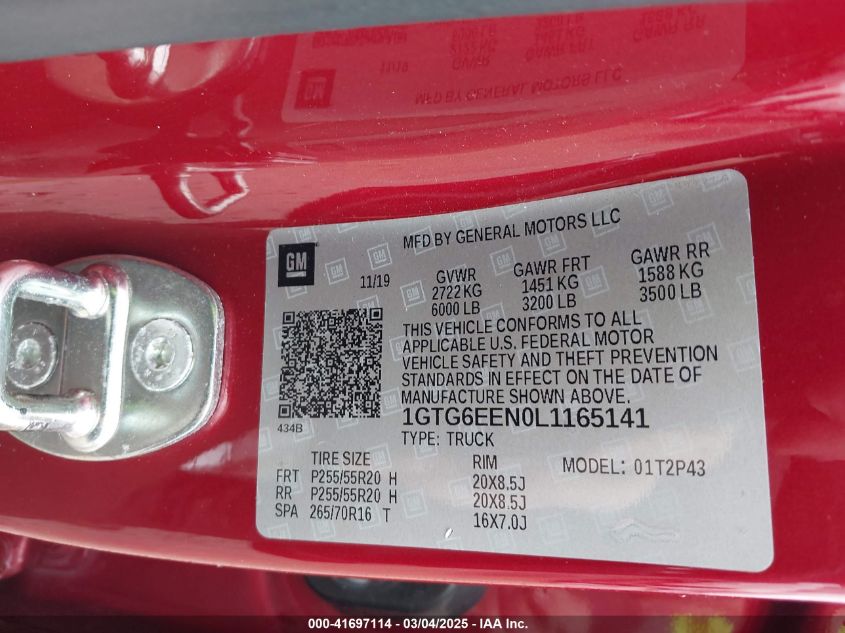 MFD BY GENERAL MOTORS LLC
GM
11/19
GVWR GAWR FRT GAWR RR
2722 KG 1451 KG 1588 KG
6000 LB 3200 LB 3500 LB
THIS VEHICLE CONFORMS TO ALL
APPLICABLE U.S. FEDERAL MOTOR
VEHICLE SAFETY AND THEFT PREVENTION
STANDARDS IN EFFECT ON THE DATE OF
MANUFACTURE SHOWN ABOVE.
434B
1GTG6EEN0L1165141
TYPE: TRUCK
TIRE SIZE RIM MODEL: 01T2P43
FRT P255/55R20 H 20X8.5J
RR P255/55R20 H 20X8.5J
SPA 265/70R16 T 16X7.0J
000-41697114 - 03/04/2025 - IAA Inc.